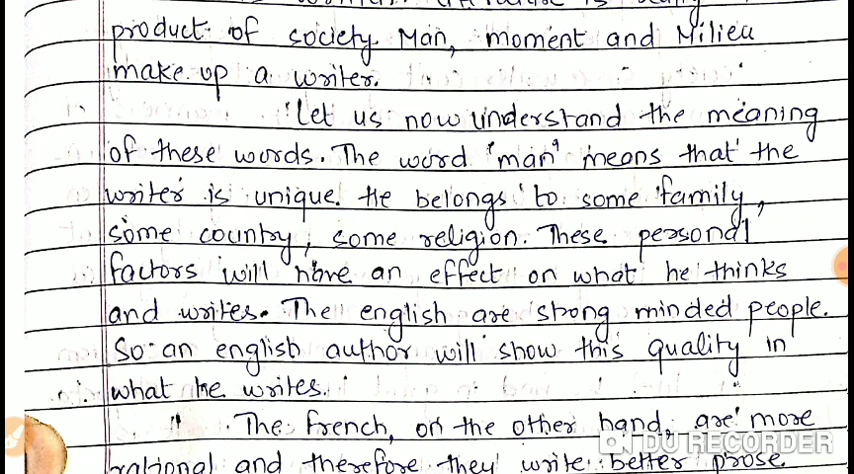 product of society. Man, moment and Milieu
make up a writer.
Let us now understand the meaning
of these words. The word "man" means that the
writer is unique. He belongs to some family,
some country, some religion. These personal
factors will have an effect on what he thinks
and writes. The english are strong minded people.
So an english author will show this quality in
what he writes.
The French, on the other hand, are more
rational and therefore they write better prose
DU RECORDER